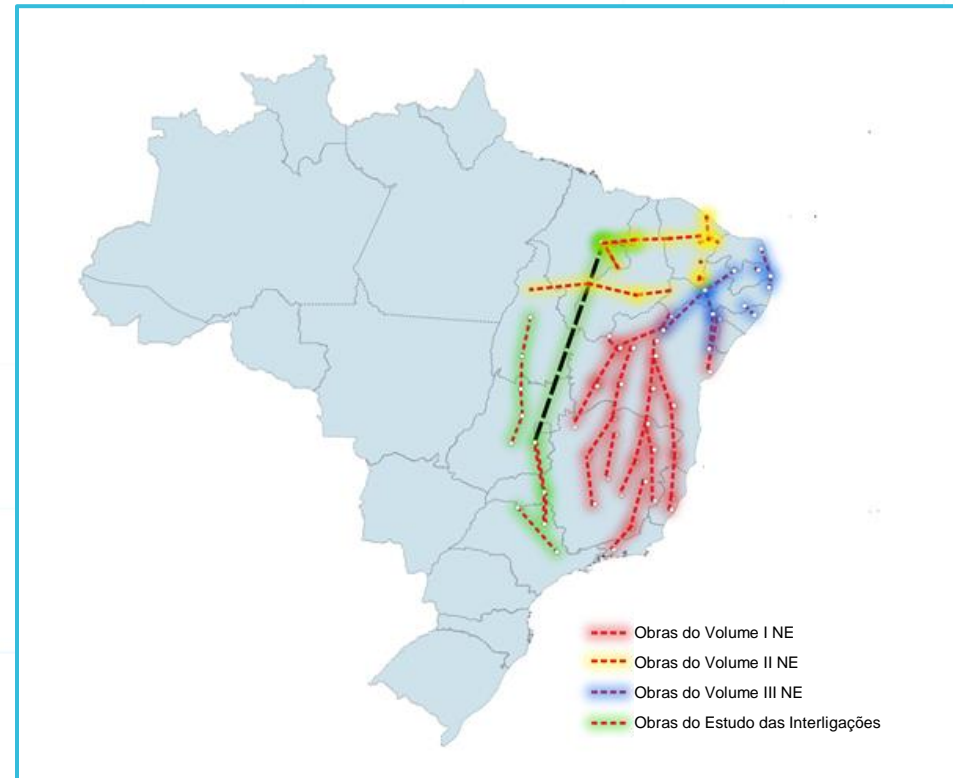 Obras do Volume I NE
Obras do Volume II NE
Obras do Volume III NE
Obras do Estudo das Interligações